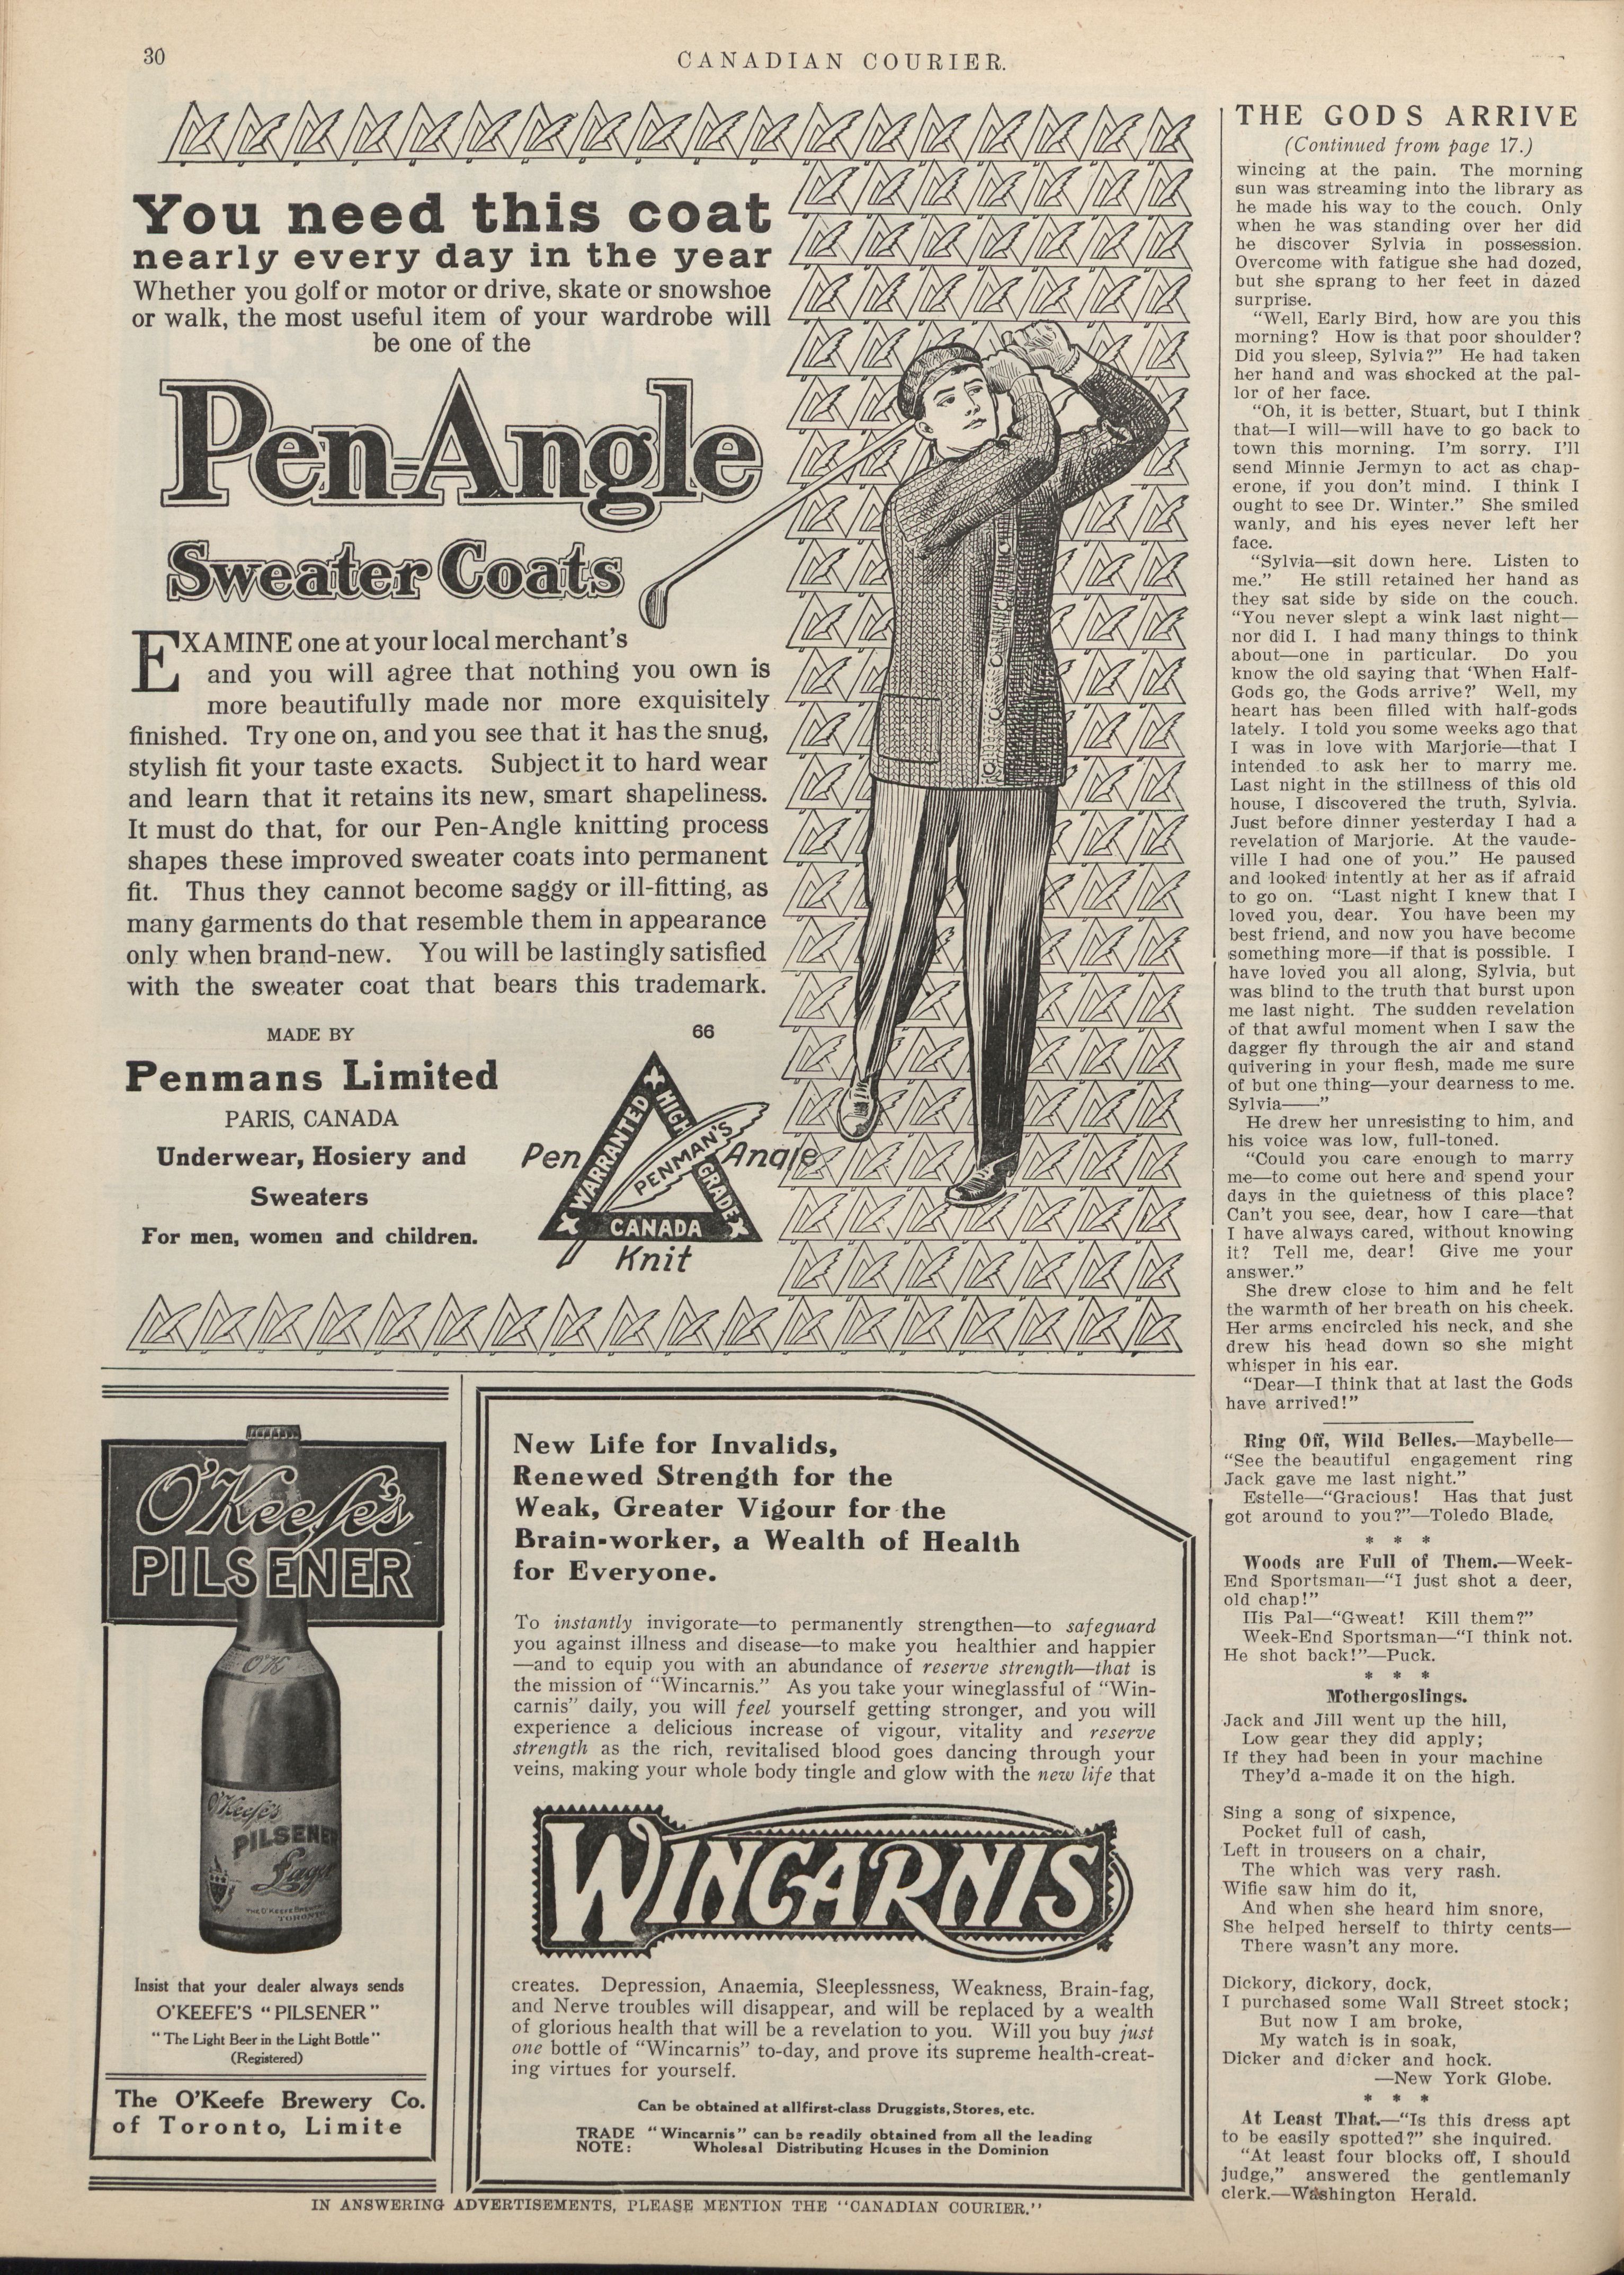 30
CANADIAN COURIER.
You need this coat
nearly every day in the year
Whether you golf or motor or drive, skate or snowshoe
or walk, the most useful item of your wardrobe will
be one of the
Pen-Angle
Sweater Coats
EXAMINE one at your local merchant's
and you will agree that nothing you own is
more beautifully made nor more exquisitely
finished. Try one on, and you see that it has the snug,
stylish fit your taste exacts. Subject it to hard wear
and learn that it retains its new, smart shapeliness.
It must do that, for our Pen-Angle knitting process
shapes these improved sweater coats into permanent
fit. Thus they cannot become saggy or ill-fitting, as
many garments do that resemble them in appearance
only when brand-new. You will be lastingly satisfied
with the sweater coat that bears this trademark.
MADE BY
66
Penmans Limited
PARIS, CANADA
Underwear, Hosiery and
Sweaters
For men, women and children.
Pen Angle
WARRANTED HIGH GRADE
PENMAN'S
CANADA
Knit
O'Keefe's
PILSENER
O'K
O'Keefe's
PILSENER
Lager
THE O'KEEFE BREWERY
TORONTO
Insist that your dealer always sends
O'KEEFE'S "PILSENER"
"The Light Beer in the Light Bottle"
(Registered)
The O'Keefe Brewery Co.
of Toronto, Limite
New Life for Invalids,
Renewed Strength for the
Weak, Greater Vigour for the
Brain-worker, a Wealth of Health
for Everyone.
To instantly invigorate—to permanently strengthen—to safeguard
you against illness and disease—to make you healthier and happier
—and to equip you with an abundance of reserve strength—that is
the mission of "Wincarnis." As you take your wineglassful of "Win-
carnis" daily, you will feel yourself getting stronger, and you will
experience a delicious increase of vigour, vitality and reserve
strength as the rich, revitalised blood goes dancing through your
veins, making your whole body tingle and glow with the new life that
WINCARNIS
creates. Depression, Anaemia, Sleeplessness, Weakness, Brain-fag,
and Nerve troubles will disappear, and will be replaced by a wealth
of glorious health that will be a revelation to you. Will you buy just
one bottle of "Wincarnis" to-day, and prove its supreme health-creat-
ing virtues for yourself.
Can be obtained at allfirst-class Druggists, Stores, etc.
TRADE NOTE: "Wincarnis" can be readily obtained from all the leading
Wholesal Distributing Houses in the Dominion
THE GODS ARRIVE
(Continued from page 17.)
wincing at the pain. The morning
sun was streaming into the library as
he made his way to the couch. Only
when he was standing over her did
he discover Sylvia in possession.
Overcome with fatigue she had dozed,
but she sprang to her feet in dazed
surprise.
"Well, Early Bird, how are you this
morning? How is that poor shoulder?
Did you sleep, Sylvia?" He had taken
her hand and was shocked at the pal-
lor of her face.
"Oh, it is better, Stuart, but I think
that—I will—will have to go back to
town this morning. I'm sorry. I'll
send Minnie Jermyn to act as chap-
erone, if you don't mind. I think I
ought to see Dr. Winter." She smiled
wanly, and his eyes never left her
face.
"Sylvia—sit down here. Listen to
me." He still retained her hand as
they sat side by side on the couch.
"You never slept a wink last night—
nor did I. I had many things to think
about—one in particular. Do you
know the old saying that 'When Half-
Gods go, the Gods arrive?' Well, my
heart has been filled with half-gods
lately. I told you some weeks ago that
I was in love with Marjorie—that I
intended to ask her to marry me.
Last night in the stillness of this old
house, I discovered the truth, Sylvia.
Just before dinner yesterday I had a
revelation of Marjorie. At the vaude-
ville I had one of you." He paused
and looked intently at her as if afraid
to go on. "Last night I knew that I
loved you, dear. You have been my
best friend, and now you have become
something more—if that is possible. I
have loved you all along, Sylvia, but
was blind to the truth that burst upon
me last night. The sudden revelation
of that awful moment when I saw the
dagger fly through the air and stand
quivering in your flesh, made me sure
of but one thing—your dearness to me.
Sylvia——"
He drew her unresisting to him, and
his voice was low, full-toned.
"Could you care enough to marry
me—to come out here and spend your
days in the quietness of this place?
Can't you see, dear, how I care—that
I have always cared, without knowing
it? Tell me, dear! Give me your
answer."
She drew close to him and he felt
the warmth of her breath on his cheek.
Her arms encircled his neck, and she
drew his head down so she might
whisper in his ear.
"Dear—I think that at last the Gods
have arrived!"
Ring Off, Wild Belles.—Maybelle—
"See the beautiful engagement ring
Jack gave me last night."
Estelle—"Gracious! Has that just
got around to you?"—Toledo Blade.
* * *
Woods are Full of Them.—Week-
End Sportsman—"I just shot a deer,
old chap!"
His Pal—"Gweat! Kill them?"
Week-End Sportsman—"I think not.
He shot back!"—Puck.
* * *
Mothergoslings.
Jack and Jill went up the hill,
Low gear they did apply;
If they had been in your machine
They'd a-made it on the high.
Sing a song of sixpence,
Pocket full of cash,
Left in trousers on a chair,
The which was very rash.
Wifie saw him do it,
And when she heard him snore,
She helped herself to thirty cents—
There wasn't any more.
Dickory, dickory, dock,
I purchased some Wall Street stock;
But now I am broke,
My watch is in soak,
Dicker and dicker and hock.
—New York Globe.
* * *
At Least That.—"Is this dress apt
to be easily spotted?" she inquired.
"At least four blocks off, I should
judge," answered the gentlemanly
clerk.—Washington Herald.
IN ANSWERING ADVERTISEMENTS, PLEASE MENTION THE "CANADIAN COURIER."